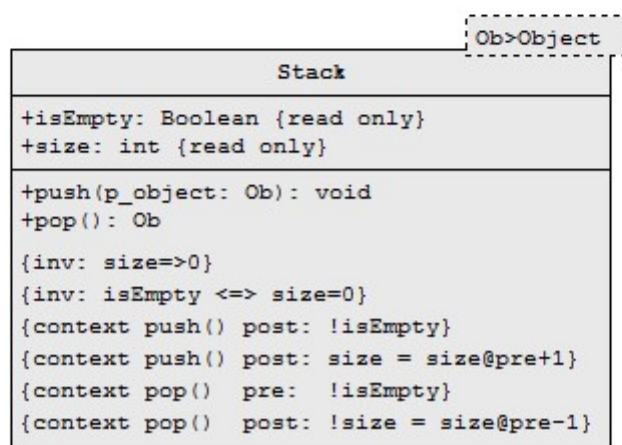 Ob>Object
Stack
+isEmpty: Boolean {read only}
+size: int {read only}
+push(p_object: Ob): void
+pop(): Ob
{inv: size=>0}
{inv: isEmpty <=> size=0}
{context push() post: !isEmpty}
{context push() post: size = size@pre+1}
{context pop()  pre:  !isEmpty}
{context pop()  post: !size = size@pre-1}